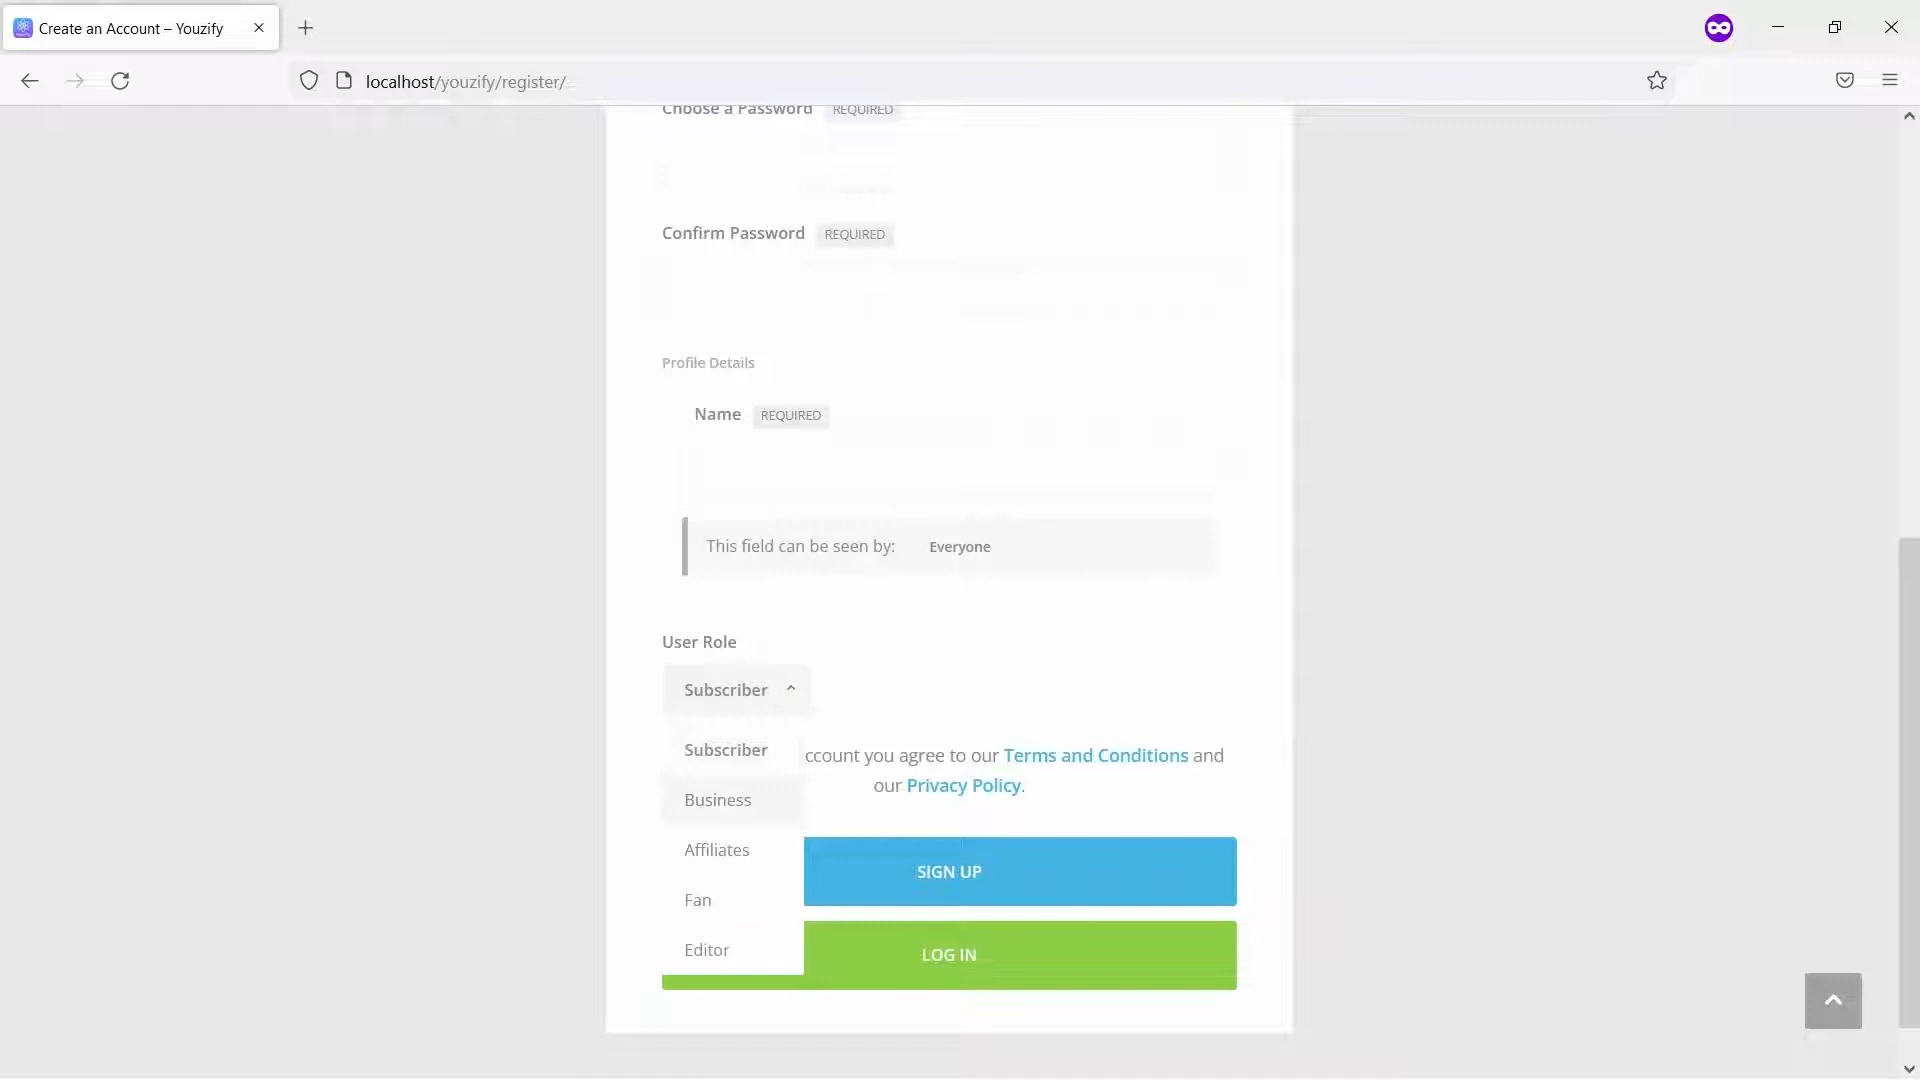 Create an Account – Youzify
localhost/youzify/register/
Choose a Password REQUIRED
Confirm Password REQUIRED
Profile Details
Name REQUIRED
This field can be seen by: Everyone
User Role
Subscriber
Subscriber
ccount you agree to our Terms and Conditions and
our Privacy Policy.
Business
Affiliates
SIGN UP
Fan
Editor
LOG IN